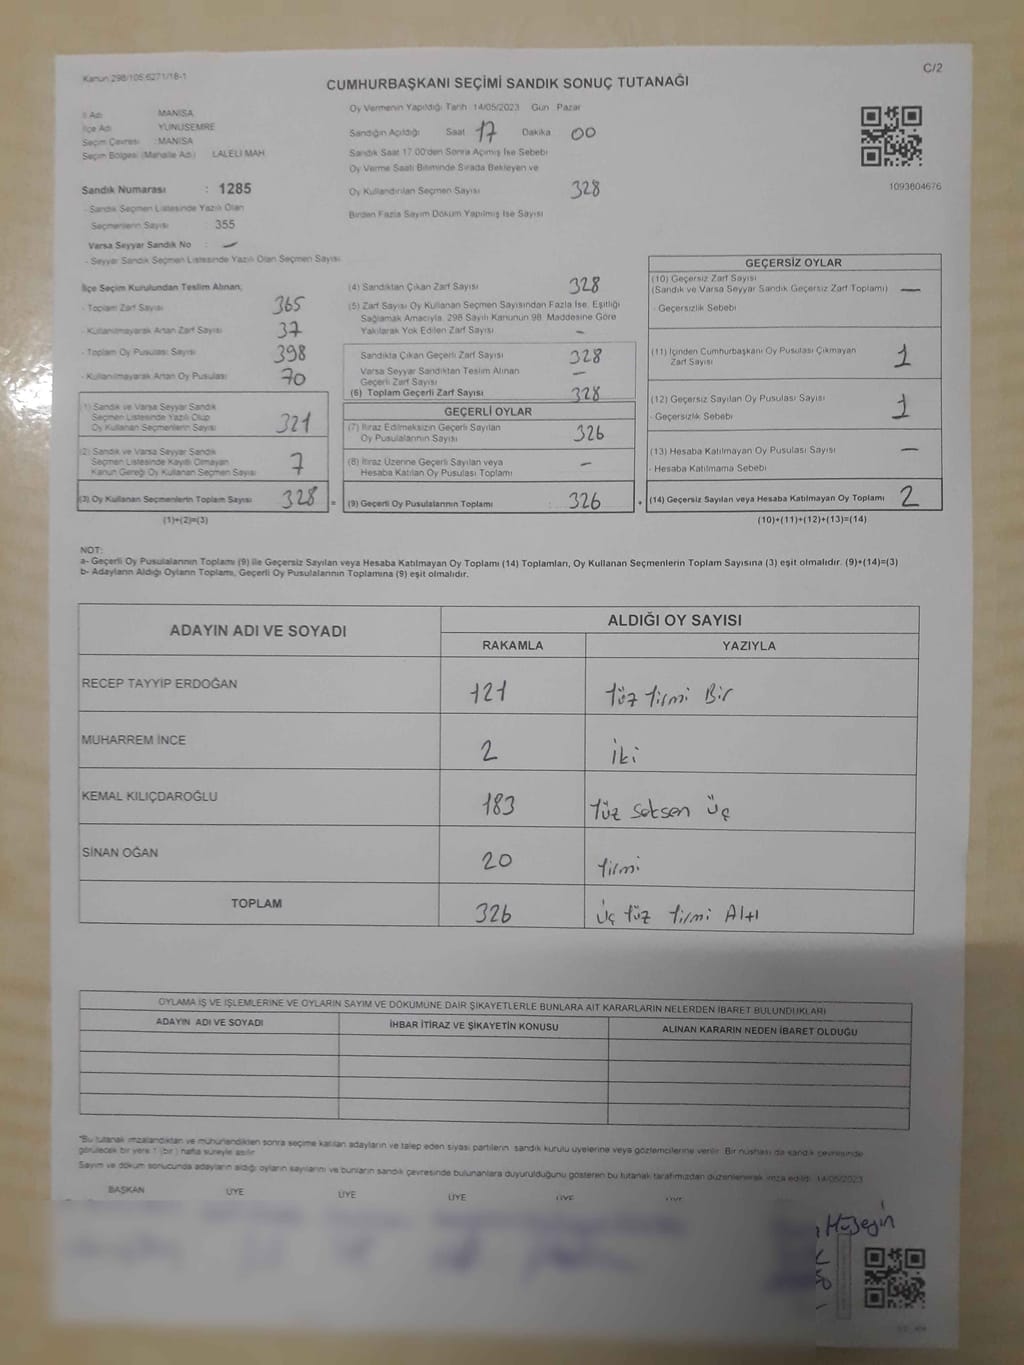 Kanun 298/105,6271/18-1
C/2
CUMHURBAŞKANI SEÇİMİ SANDIK SONUÇ TUTANAĞI
İl Adı : MANİSA
İlçe Adı : YUNUSEMRE
Seçim Çevresi : MANİSA
Seçim Bölgesi (Mahalle Adı) : LALELİ MAH.
Sandık Numarası : 1285
- Sandık Seçmen Listesinde Yazılı Olan
Seçmenlerin Sayısı : 355
Varsa Seyyar Sandık No : —
- Seyyar Sandık Seçmen Listesinde Yazılı Olan Seçmen Sayısı
Oy Vermenin Yapıldığı Tarih 14/05/2023 Gün Pazar
Sandığın Açıldığı Saat 17 Dakika 00
Sandık Saat 17.00'den Sonra Açılmış İse Sebebi
Oy Verme Saati Bitiminde Sırada Bekleyen ve
Oy Kullandırılan Seçmen Sayısı 328
Birden Fazla Sayım Döküm Yapılmış İse Sayısı
1093804676
İlçe Seçim Kurulundan Teslim Alınan;
- Toplam Zarf Sayısı 365
- Kullanılmayarak Artan Zarf Sayısı 37
- Toplam Oy Pusulası Sayısı 398
- Kullanılmayarak Artan Oy Pusulası 70
(1) Sandık ve Varsa Seyyar Sandık
Seçmen Listesinde Yazılı Olup
Oy Kullanan Seçmenlerin Sayısı 321
(2) Sandık ve Varsa Seyyar Sandık
Seçmen Listesinde Kayıtlı Olmayan
Kanun Gereği Oy Kullanan Seçmen Sayısı 7
(3) Oy Kullanan Seçmenlerin Toplam Sayısı 328 =
(1)+(2)=(3)
(4) Sandıktan Çıkan Zarf Sayısı 328
(5) Zarf Sayısı Oy Kullanan Seçmen Sayısından Fazla İse, Eşitliği
Sağlamak Amacıyla, 298 Sayılı Kanunun 98. Maddesine Göre
Yakılarak Yok Edilen Zarf Sayısı —
Sandıkta Çıkan Geçerli Zarf Sayısı 328
Varsa Seyyar Sandıktan Teslim Alınan
Geçerli Zarf Sayısı —
(6) Toplam Geçerli Zarf Sayısı 328
GEÇERLİ OYLAR
(7) İtiraz Edilmeksizin Geçerli Sayılan
Oy Pusulalarının Sayısı 326
(8) İtiraz Üzerine Geçerli Sayılan veya
Hesaba Katılan Oy Pusulası Toplamı —
(9) Geçerli Oy Pusulalarının Toplamı : 326 +
GEÇERSİZ OYLAR
(10) Geçersiz Zarf Sayısı
(Sandık ve Varsa Seyyar Sandık Geçersiz Zarf Toplamı) —
- Geçersizlik Sebebi
(11) İçinden Cumhurbaşkanı Oy Pusulası Çıkmayan
Zarf Sayısı 1
(12) Geçersiz Sayılan Oy Pusulası Sayısı 1
- Geçersizlik Sebebi
(13) Hesaba Katılmayan Oy Pusulası Sayısı —
- Hesaba Katılmama Sebebi
(14) Geçersiz Sayılan veya Hesaba Katılmayan Oy Toplamı 2
(10)+(11)+(12)+(13)=(14)
NOT:
a- Geçerli Oy Pusulalarının Toplamı (9) ile Geçersiz Sayılan veya Hesaba Katılmayan Oy Toplamı (14) Toplamları, Oy Kullanan Seçmenlerin Toplam Sayısına (3) eşit olmalıdır. (9)+(14)=(3)
b- Adayların Aldığı Oyların Toplamı, Geçerli Oy Pusulalarının Toplamına (9) eşit olmalıdır.
ADAYIN ADI VE SOYADI
ALDIĞI OY SAYISI
RAKAMLA YAZIYLA
RECEP TAYYİP ERDOĞAN 121 Yüz Yirmi Bir
MUHARREM İNCE 2 İki
KEMAL KILIÇDAROĞLU 183 Yüz Seksen Üç
SİNAN OĞAN 20 Yirmi
TOPLAM 326 Üç Yüz Yirmi Altı
OYLAMA İŞ VE İŞLEMLERİNE VE OYLARIN SAYIM VE DÖKÜMÜNE DAİR ŞİKAYETLERLE BUNLARA AİT KARARLARIN NELERDEN İBARET BULUNDUKLARI
ADAYIN ADI VE SOYADI İHBAR İTİRAZ VE ŞİKAYETİN KONUSU ALINAN KARARIN NEDEN İBARET OLDUĞU
*Bu tutanak imzalandıktan ve mühürlendikten sonra seçime katılan adayların ve talep eden siyasi partilerin sandık kurulu üyelerine veya gözlemcilerine verilir. Bir nüshası da sandık çevresinde
görülecek bir yere 1 (bir) hafta süreyle asılır.
Sayım ve döküm sonucunda adayların aldığı oyların sayılarını ve bunların sandık çevresinde bulunanlara duyurulduğunu gösteren bu tutanak tarafımızdan düzenlenerek imza edildi. 14/05/2023
BAŞKAN ÜYE ÜYE ÜYE ÜYE ÜYE
Hüseyin